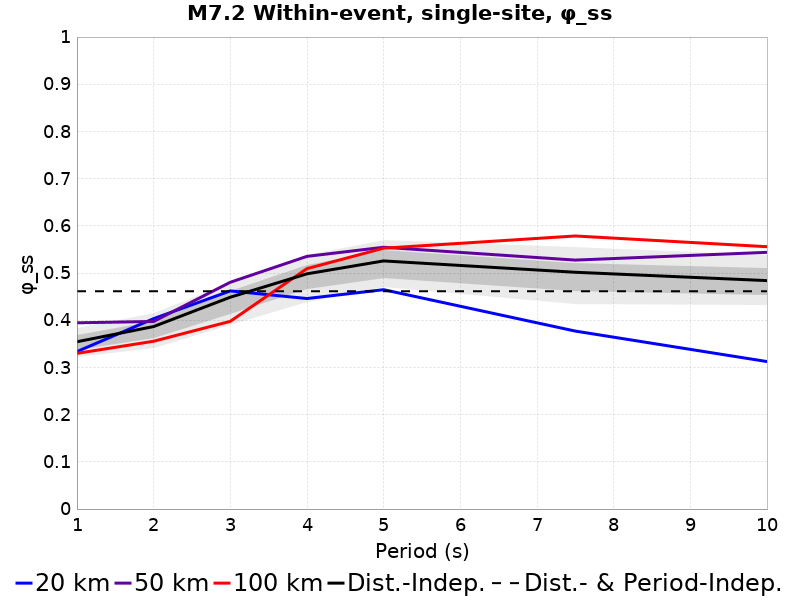 M7.2 Within-event, single-site, φ_ss
1
0.9
0.8
0.7
0.6
0.5
0.4
0.3
0.2
0.1
0
φ_ss
1 2 3 4 5 6 7 8 9 10
Period (s)
20 km 50 km 100 km Dist.-Indep. Dist.- & Period-Indep.